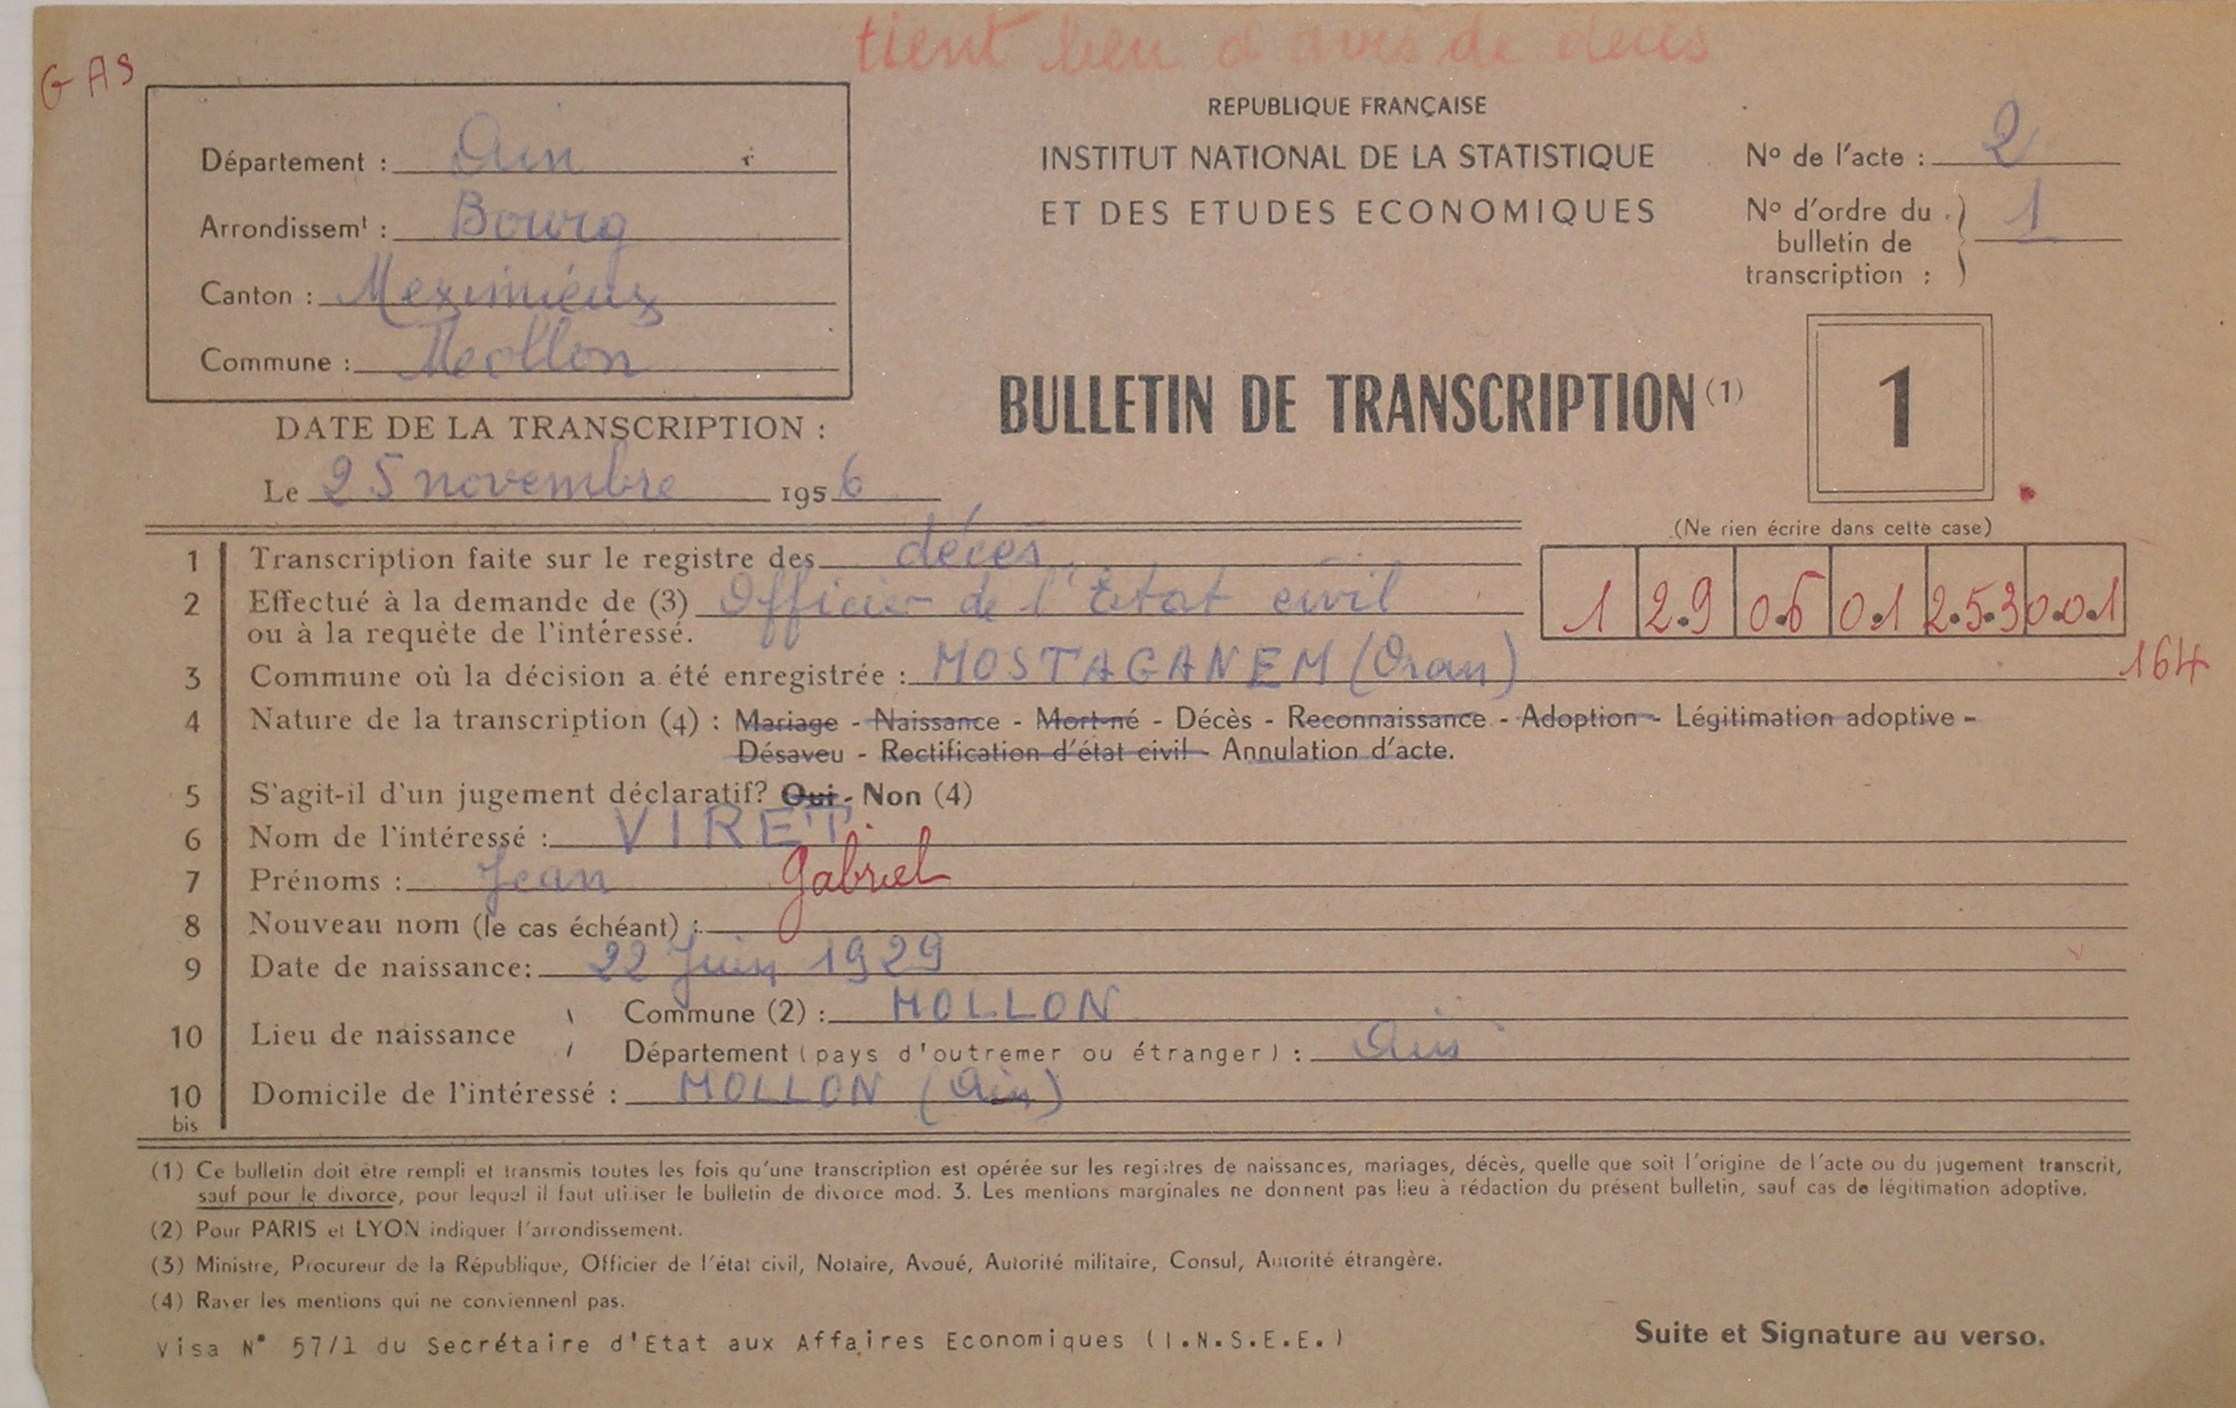 tient lieu d'avis de décès
GAS
REPUBLIQUE FRANÇAISE
INSTITUT NATIONAL DE LA STATISTIQUE
ET DES ETUDES ECONOMIQUES
Département : Ain
Arrondissemt : Bourg
Canton : Meximieux
Commune : Mollon
Nº de l'acte : 2
Nº d'ordre du bulletin de transcription : 1
BULLETIN DE TRANSCRIPTION (1)
1
DATE DE LA TRANSCRIPTION :
Le 25 novembre 1956
(Ne rien écrire dans cette case)
1 2.9 0.6 0.1 2.5.3 0.0.1
164
1 Transcription faite sur le registre des décès
2 Effectué à la demande de (3) Officier de l'Etat civil
ou à la requête de l'intéressé.
3 Commune où la décision a été enregistrée : MOSTAGANEM (Oran)
4 Nature de la transcription (4) : Mariage - Naissance - Mort-né - Décès - Reconnaissance - Adoption - Légitimation adoptive -
Désaveu - Rectification d'état civil - Annulation d'acte.
5 S'agit-il d'un jugement déclaratif? Oui - Non (4)
6 Nom de l'intéressé : VIRET
7 Prénoms : Jean Gabriel
8 Nouveau nom (le cas échéant) :
9 Date de naissance: 22 Juin 1929
10 Lieu de naissance
Commune (2) : MOLLON
Département (pays d'outremer ou étranger) : Ain
10 bis Domicile de l'intéressé : MOLLON (Ain)
(1) Ce bulletin doit être rempli et transmis toutes les fois qu'une transcription est opérée sur les registres de naissances, mariages, décès, quelle que soit l'origine de l'acte ou du jugement transcrit,
sauf pour le divorce, pour lequel il faut utiliser le bulletin de divorce mod. 3. Les mentions marginales ne donnent pas lieu à rédaction du présent bulletin, sauf cas de légitimation adoptive.
(2) Pour PARIS et LYON indiquer l'arrondissement.
(3) Ministre, Procureur de la République, Officier de l'état civil, Notaire, Avoué, Autorité militaire, Consul, Autorité étrangère.
(4) Rayer les mentions qui ne conviennent pas.
Visa N° 57/1 du Secrétaire d'Etat aux Affaires Economiques (I.N.S.E.E.)
Suite et Signature au verso.